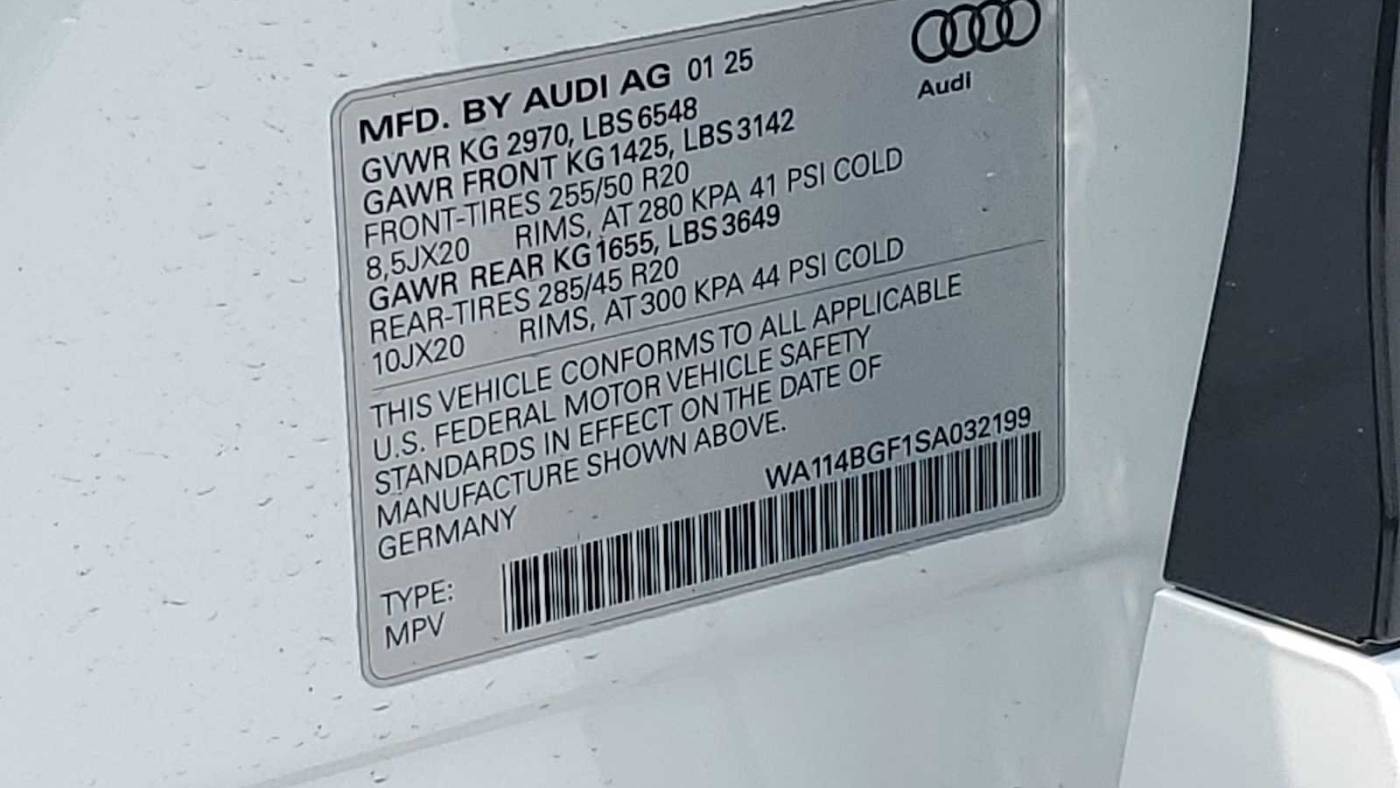 MFD. BY AUDI AG 01 25
Audi
GVWR KG 2970, LBS 6548
GAWR FRONT KG 1425, LBS 3142
FRONT-TIRES 255/50 R20
8,5JX20 RIMS, AT 280 KPA 41 PSI COLD
GAWR REAR KG 1655, LBS 3649
REAR-TIRES 285/45 R20
10JX20 RIMS, AT 300 KPA 44 PSI COLD
THIS VEHICLE CONFORMS TO ALL APPLICABLE
U.S. FEDERAL MOTOR VEHICLE SAFETY
STANDARDS IN EFFECT ON THE DATE OF
MANUFACTURE SHOWN ABOVE.
GERMANY
WA114BGF1SA032199
TYPE:
MPV